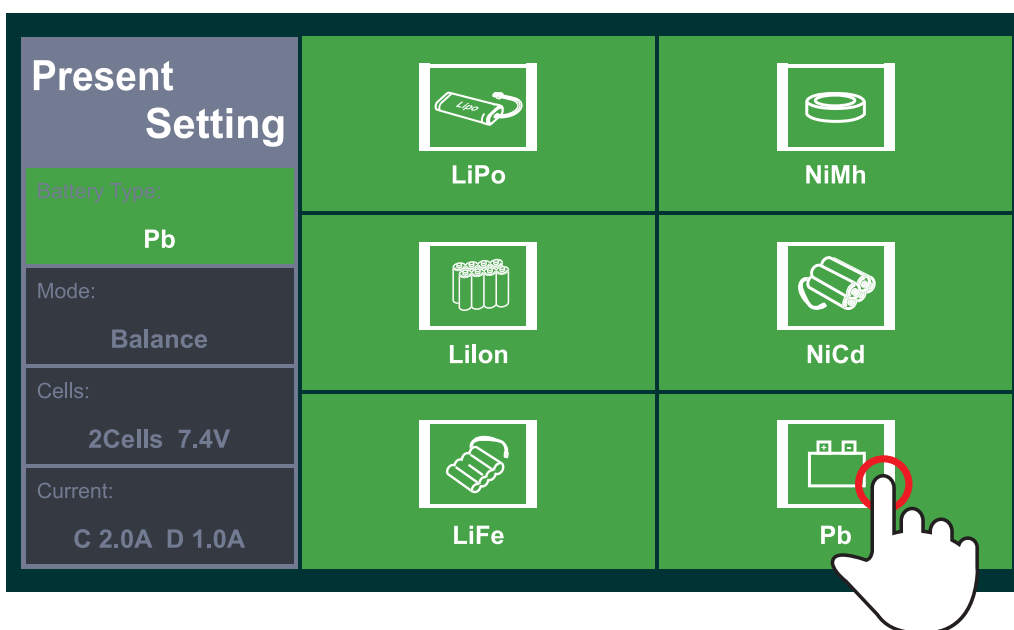 Present
Setting
Battery Type:
Pb
Mode:
Balance
Cells:
2Cells 7.4V
Current:
C 2.0A D 1.0A
Lipo
LiPo
NiMh
LiIon
NiCd
LiFe
+ -
Pb